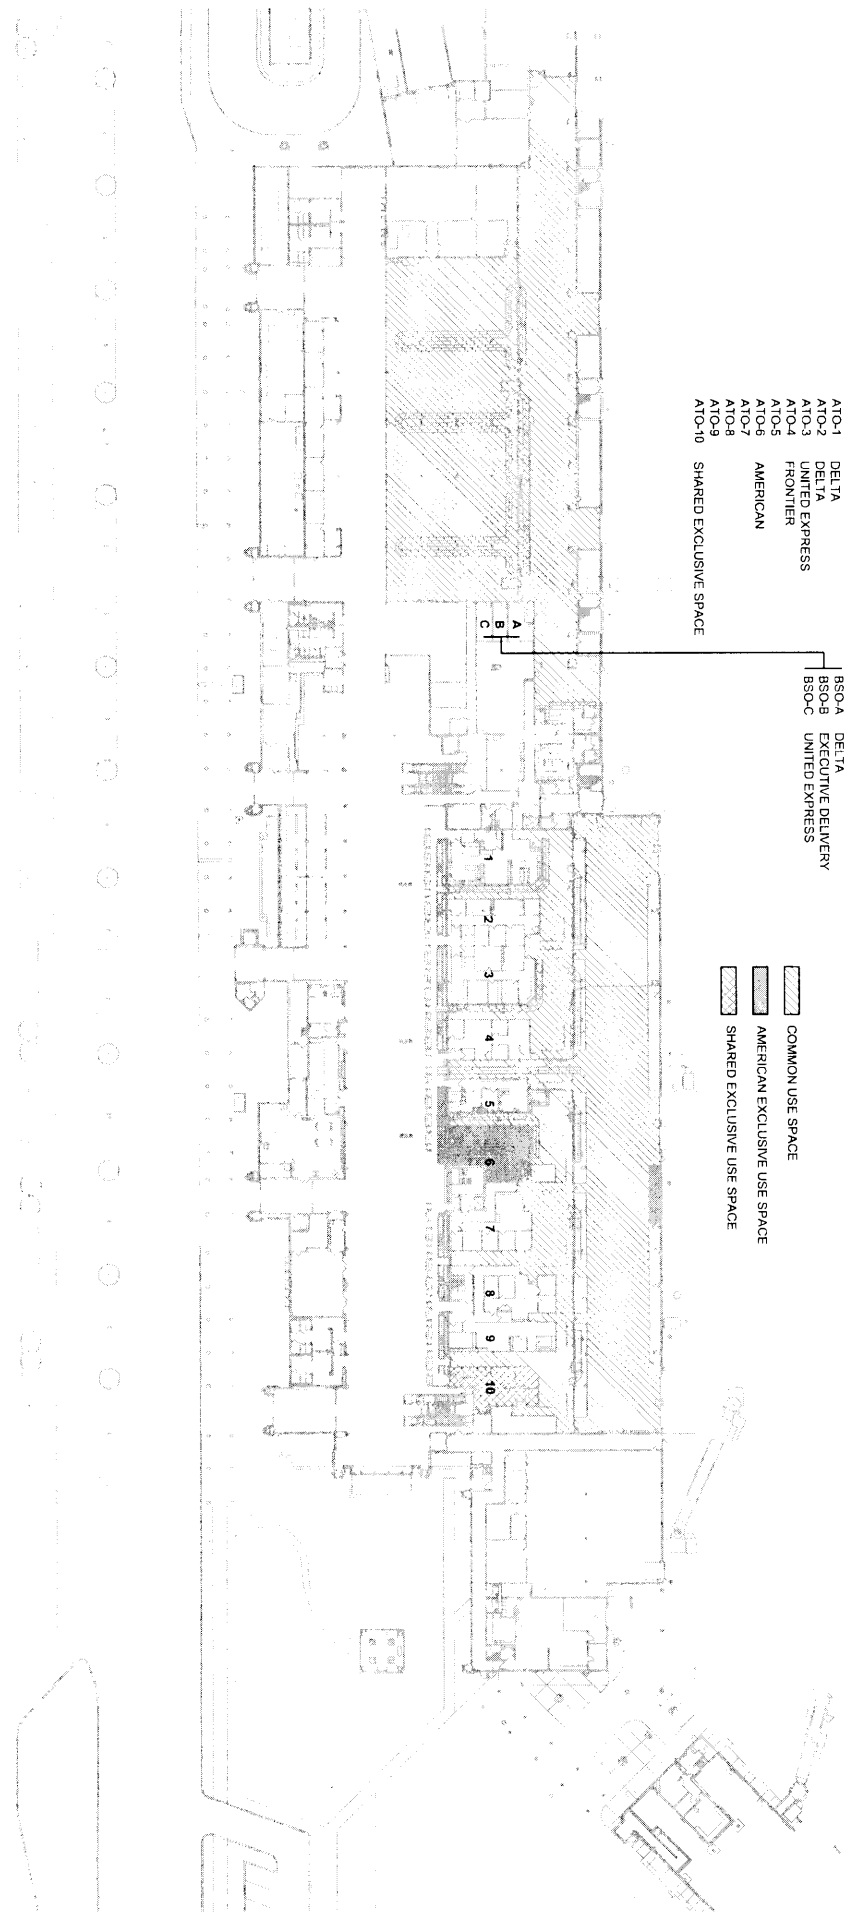 ATO-1 DELTA
ATO-2 DELTA
ATO-3 UNITED EXPRESS
ATO-4 FRONTIER
ATO-5
ATO-6 AMERICAN
ATO-7
ATO-8
ATO-9
ATO-10 SHARED EXCLUSIVE SPACE
BSO-A DELTA
BSO-B EXECUTIVE DELIVERY
BSO-C UNITED EXPRESS
COMMON USE SPACE
AMERICAN EXCLUSIVE USE SPACE
SHARED EXCLUSIVE USE SPACE
A
B
C
1
2
3
4
5
6
7
8
9
10